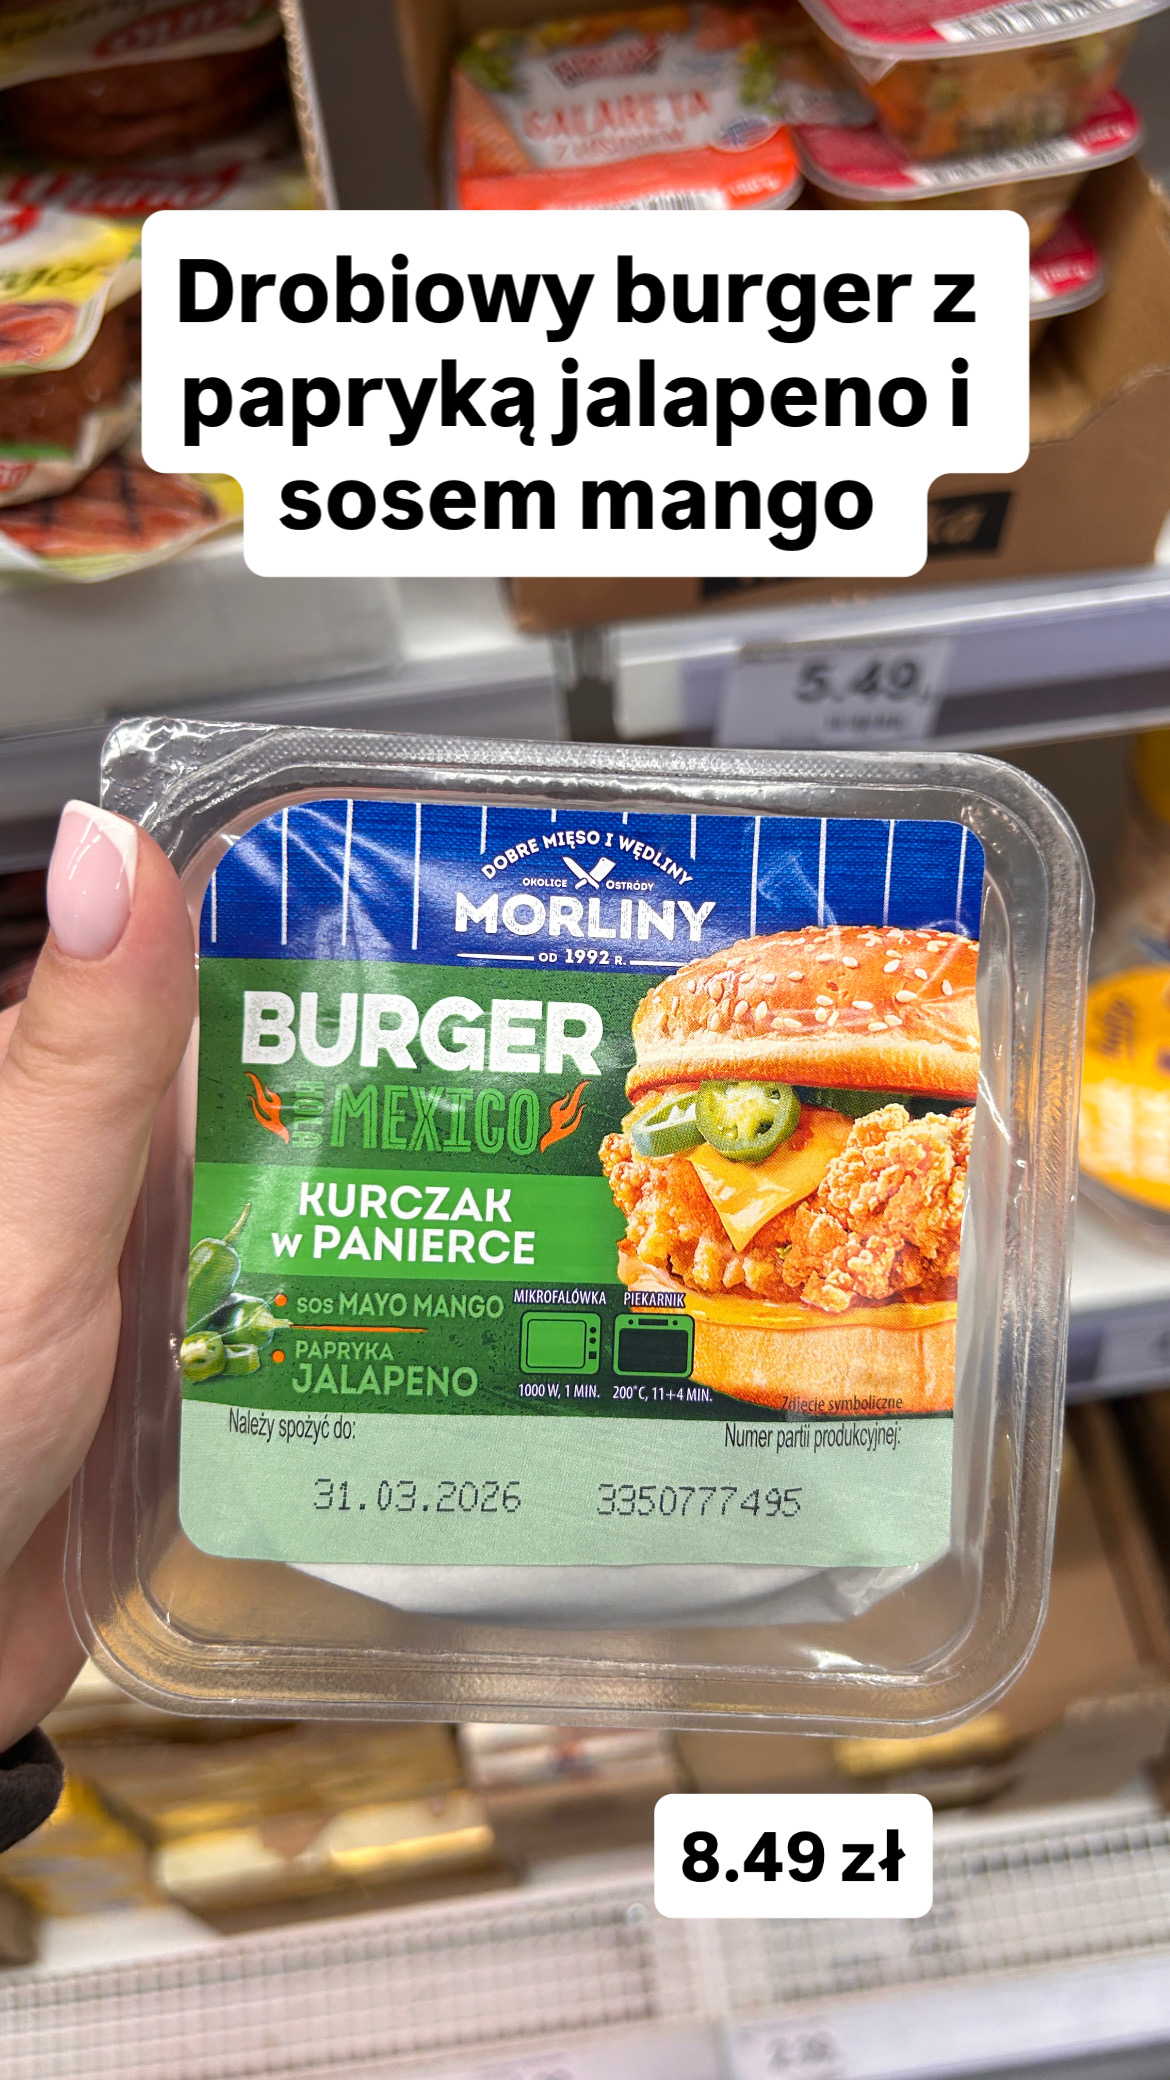 SALARETA
Drobiowy burger z
papryką jalapeno i
sosem mango
5.49
DOBRE MIĘSO I WĘDLINY
OKOLICE OSTRÓDY
MORLINY
OD 1992 R.
BURGER
HOLA MEXICO
KURCZAK
w PANIERCE
SOS MAYO MANGO
PAPRYKA
JALAPENO
MIKROFALÓWKA PIEKARNIK
1000 W, 1 MIN. 200°C, 11+4 MIN.
Zdjęcie symboliczne
Należy spożyć do: Numer partii produkcyjnej:
31.03.2026 3350777495
8.49 zł